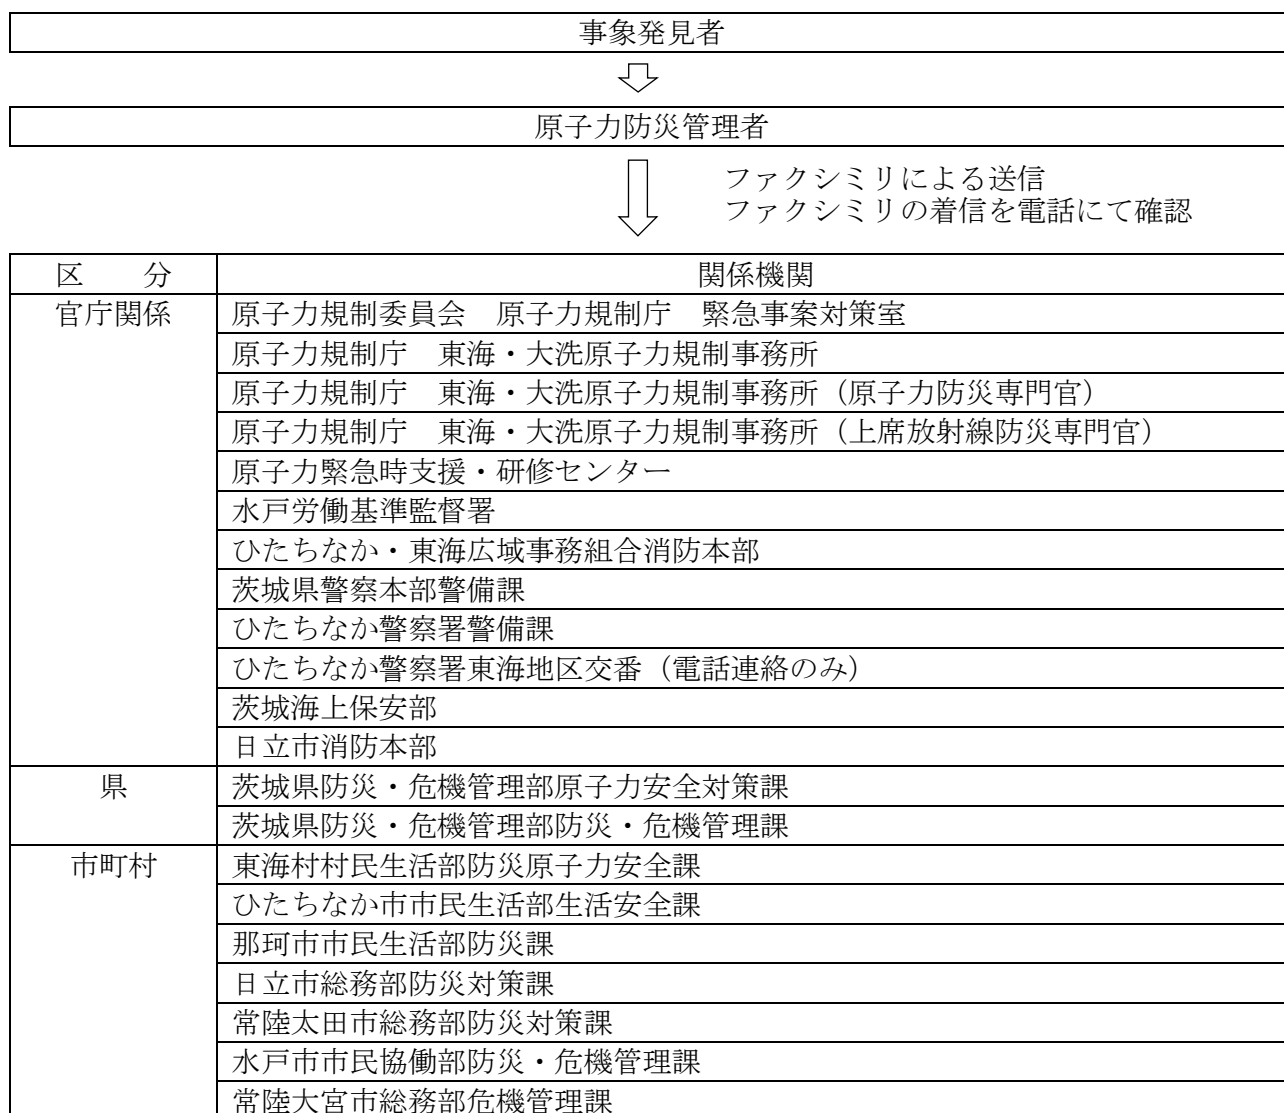 事象発見者
原子力防災管理者
ファクシミリによる送信
ファクシミリの着信を電話にて確認
区　分　関係機関
官庁関係　原子力規制委員会　原子力規制庁　緊急事案対策室
原子力規制庁　東海・大洗原子力規制事務所
原子力規制庁　東海・大洗原子力規制事務所（原子力防災専門官）
原子力規制庁　東海・大洗原子力規制事務所（上席放射線防災専門官）
原子力緊急時支援・研修センター
水戸労働基準監督署
ひたちなか・東海広域事務組合消防本部
茨城県警察本部警備課
ひたちなか警察署警備課
ひたちなか警察署東海地区交番（電話連絡のみ）
茨城海上保安部
日立市消防本部
県　茨城県防災・危機管理部原子力安全対策課
茨城県防災・危機管理部防災・危機管理課
市町村　東海村村民生活部防災原子力安全課
ひたちなか市市民生活部生活安全課
那珂市市民生活部防災課
日立市総務部防災対策課
常陸太田市総務部防災対策課
水戸市市民協働部防災・危機管理課
常陸大宮市総務部危機管理課